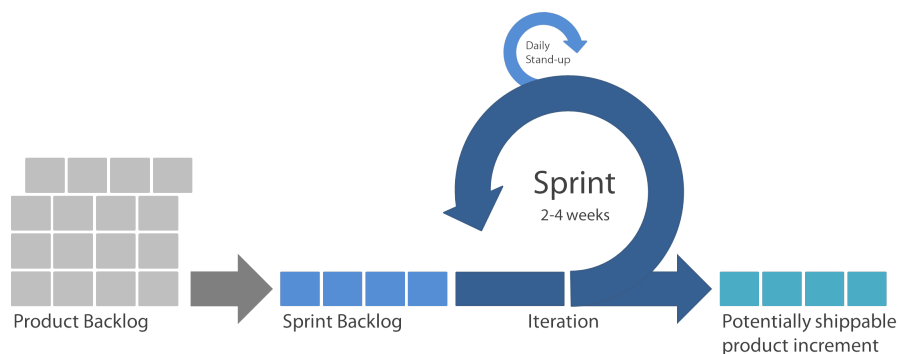 Daily
Stand-up
Sprint
2-4 weeks
Product Backlog
Sprint Backlog
Iteration
Potentially shippable
product increment